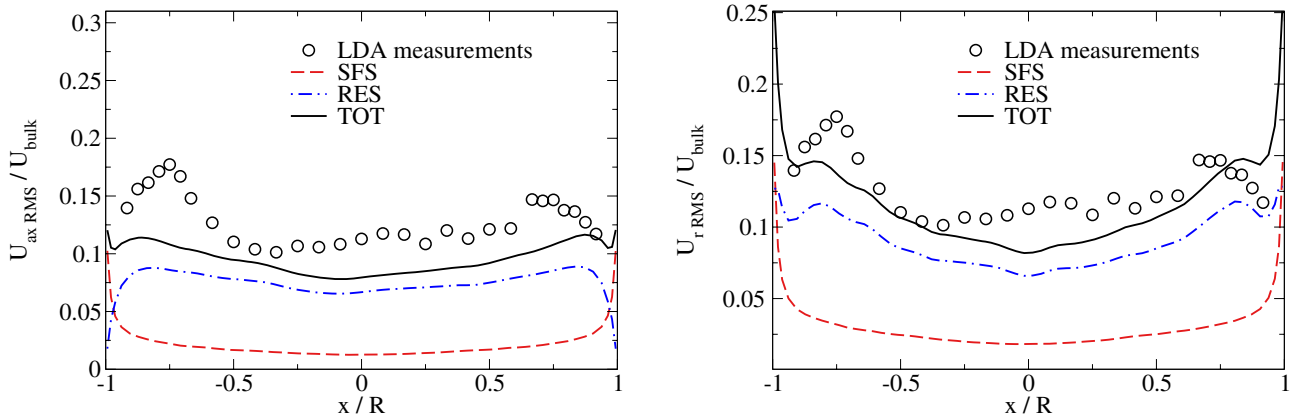 0.3
0.25
0.2
0.15
0.1
0.05
0
U_ax RMS / U_bulk
LDA measurements
SFS
RES
TOT
-1 -0.5 0 0.5 1
x / R
0.25
0.2
0.15
0.1
0.05
U_r RMS / U_bulk
LDA measurements
SFS
RES
TOT
-1 -0.5 0 0.5 1
x / R